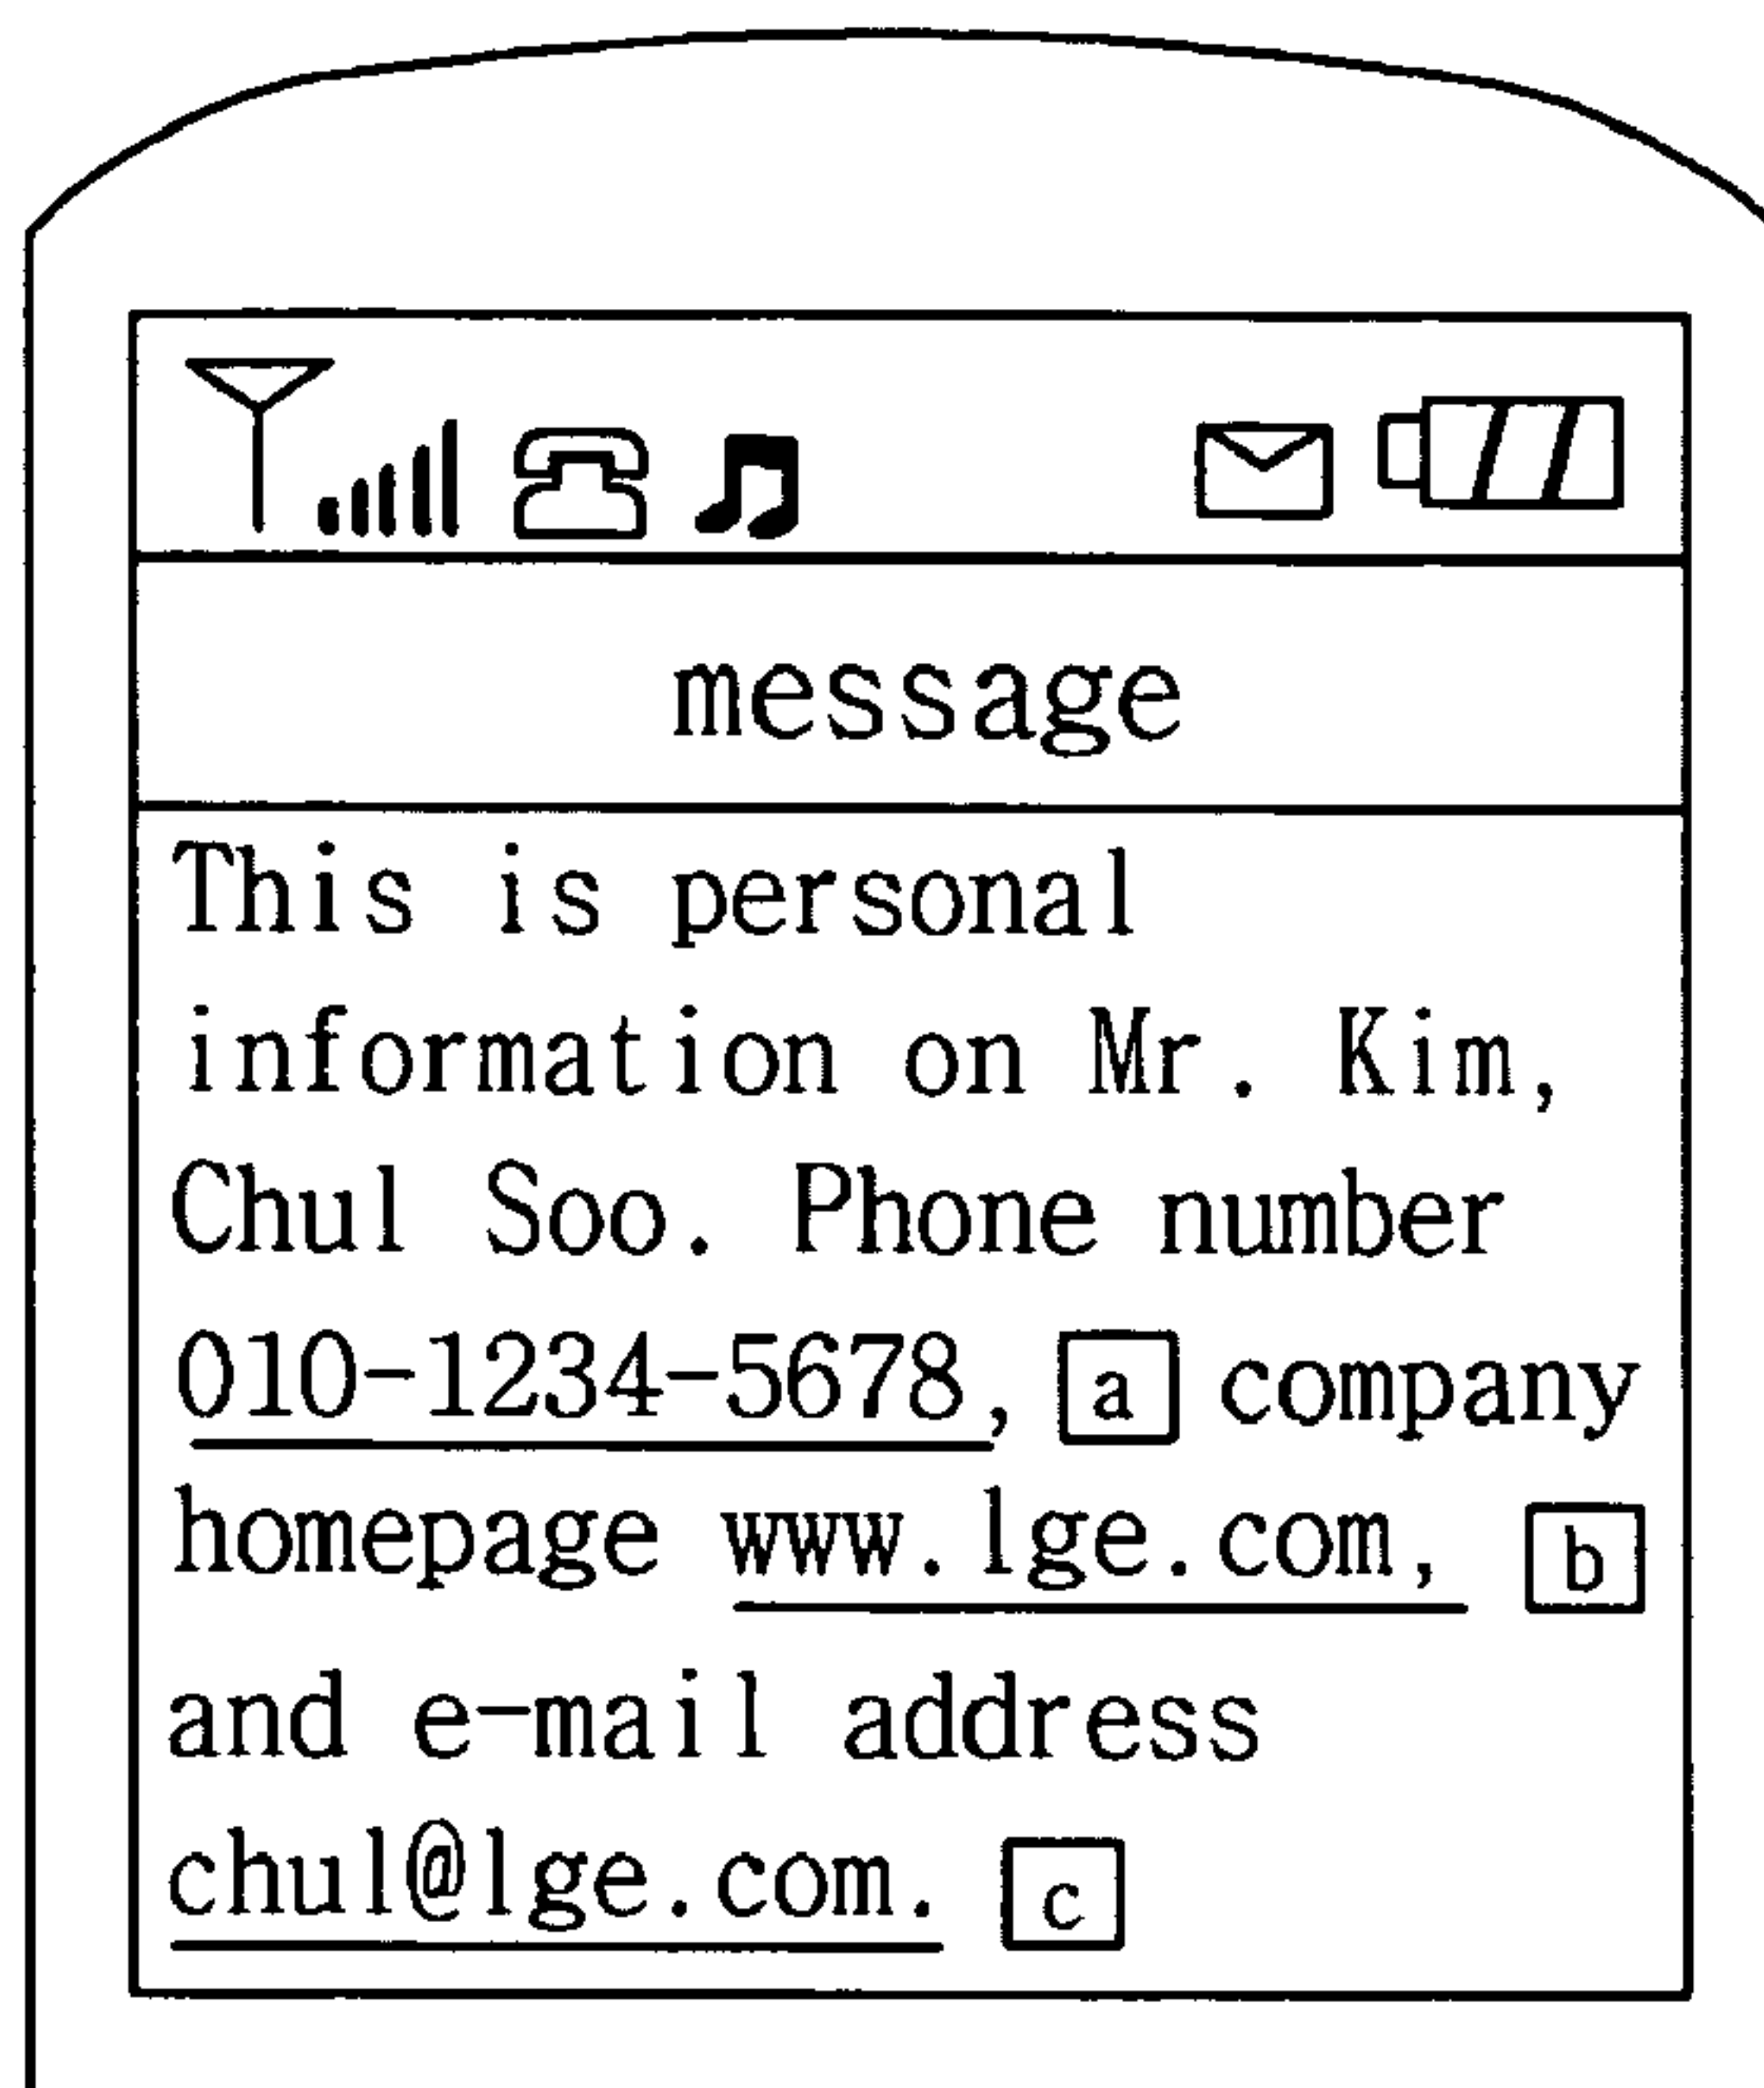 message
This is personal
information on Mr. Kim,
Chul Soo. Phone number
010-1234-5678, a company
homepage www.lge.com, b
and e-mail address
chul@lge.com. c